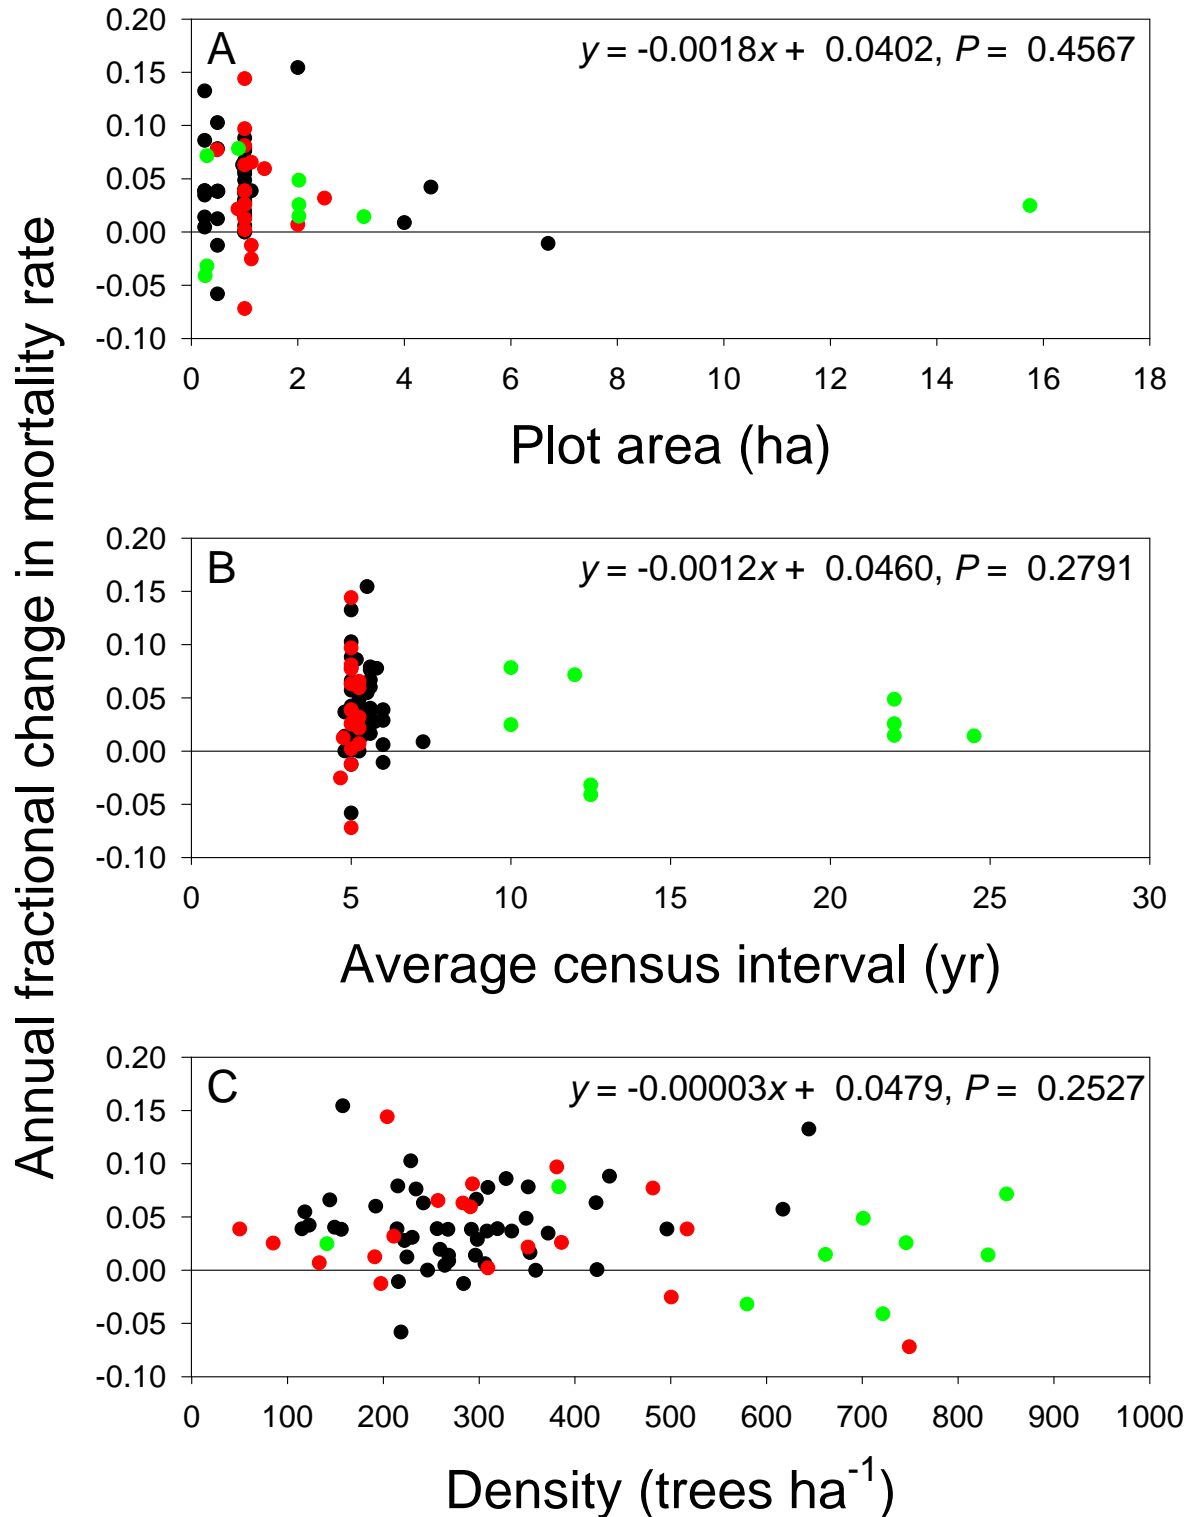 Annual fractional change in mortality rate
A
y = -0.0018x + 0.0402, P = 0.4567
0.20
0.15
0.10
0.05
0.00
-0.05
-0.10
0 2 4 6 8 10 12 14 16 18
Plot area (ha)
B
y = -0.0012x + 0.0460, P = 0.2791
0.20
0.15
0.10
0.05
0.00
-0.05
-0.10
0 5 10 15 20 25 30
Average census interval (yr)
C
y = -0.00003x + 0.0479, P = 0.2527
0.20
0.15
0.10
0.05
0.00
-0.05
-0.10
0 100 200 300 400 500 600 700 800 900 1000
Density (trees ha⁻¹)